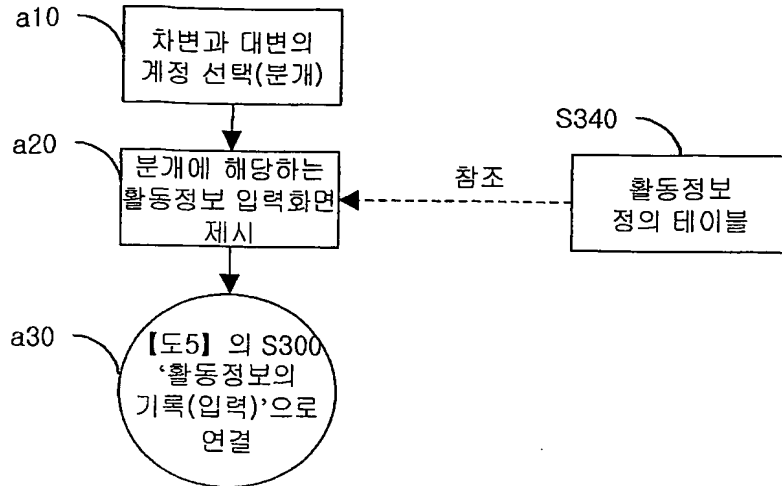 a10
차변과 대변의
계정 선택(분개)
a20
분개에 해당하는
활동정보 입력화면
제시
참조
S340
활동정보
정의 테이블
a30
【도5】의 S300
‘활동정보의
기록(입력)’으로
연결